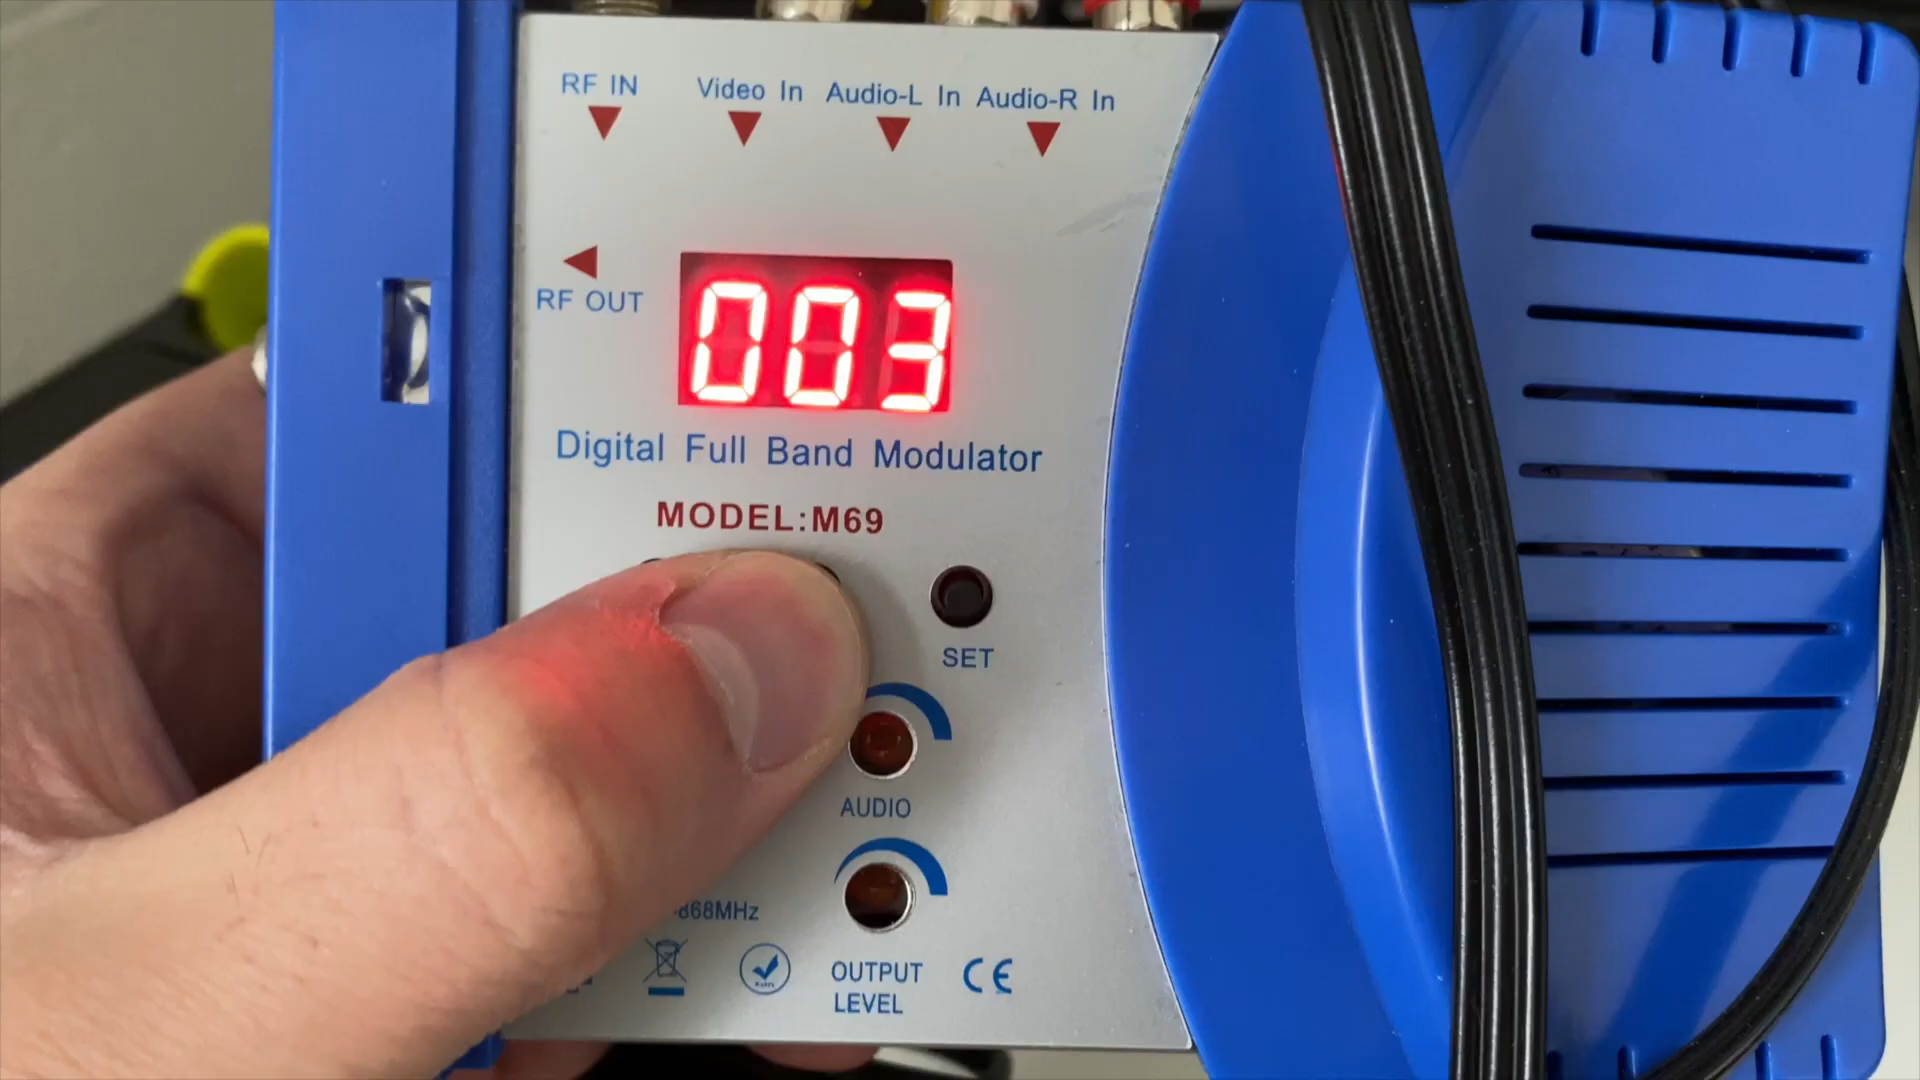 RF IN
Video In
Audio-L In
Audio-R In
RF OUT
003
Digital Full Band Modulator
MODEL:M69
SET
AUDIO
868MHz
OUTPUT
LEVEL
CE